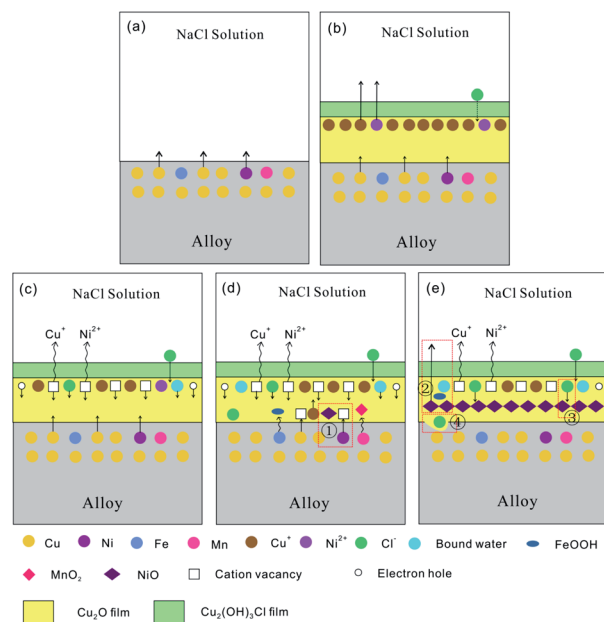 (a)
NaCl Solution
Alloy
(b)
NaCl Solution
Alloy
(c)
NaCl Solution
Cu⁺ Ni²⁺
Alloy
(d)
NaCl Solution
Cu⁺ Ni²⁺
①
Alloy
(e)
NaCl Solution
Cu⁺ Ni²⁺
②
③
④
Alloy
Cu Ni Fe Mn Cu⁺ Ni²⁺ Cl⁻ Bound water FeOOH
MnO₂ NiO Cation vacancy Electron hole
Cu₂O film Cu₂(OH)₃Cl film